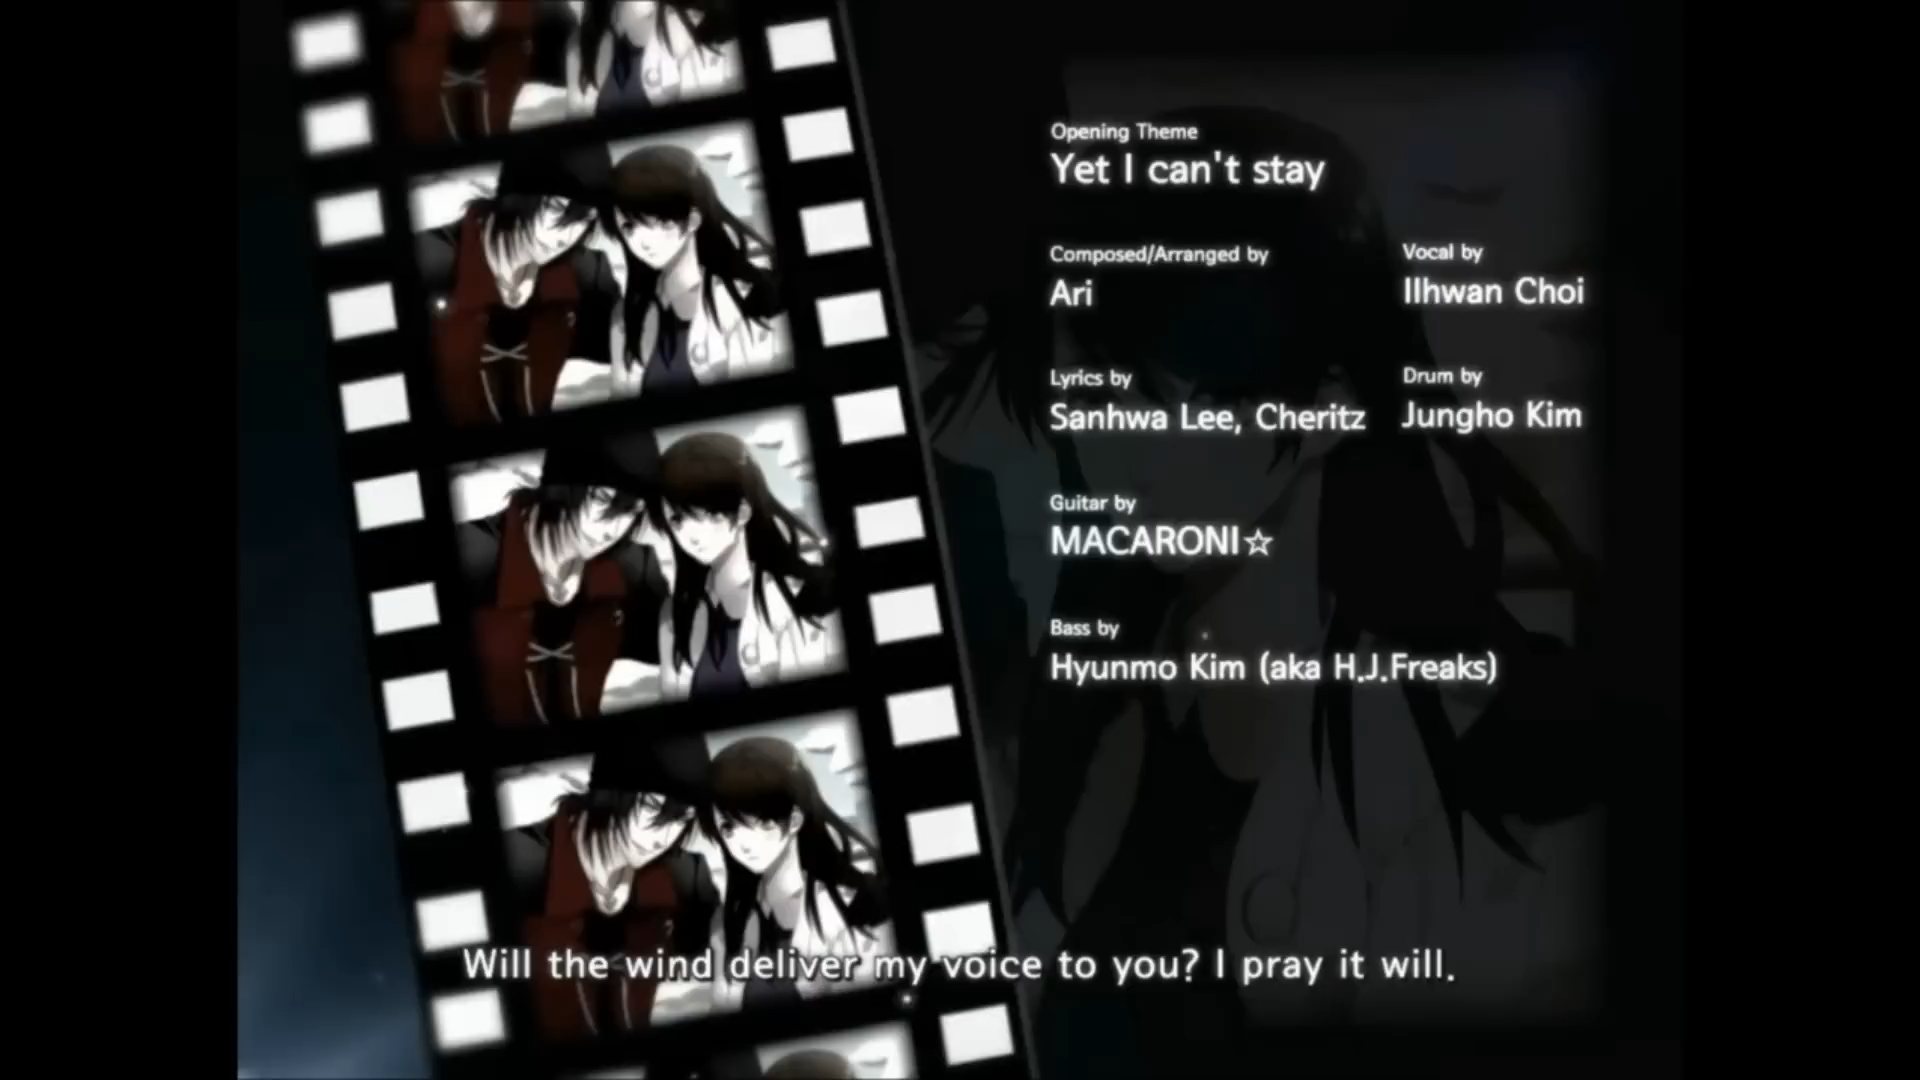 Opening Theme
Yet I can't stay
Composed/Arranged by
Ari
Vocal by
Ilhwan Choi
Lyrics by
Sanhwa Lee, Cheritz
Drum by
Jungho Kim
Guitar by
MACARONI☆
Bass by
Hyunmo Kim (aka H.J.Freaks)
Will the wind deliver my voice to you? I pray it will.